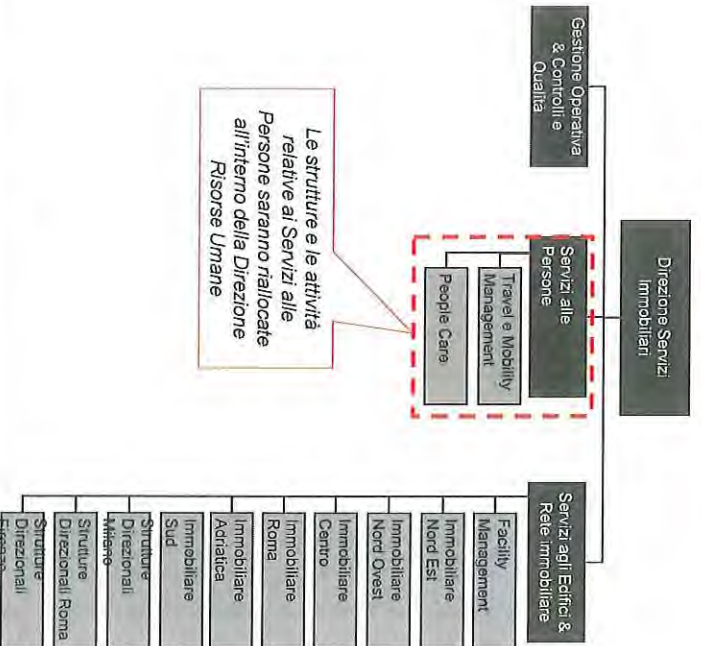 Direzione Servizi
Immobiliari
Gestione Operativa
& Controlli e
Qualità
Servizi alle
Persone
Travel e Mobility
Management
People Care
Le strutture e le attività
relative ai Servizi alle
Persone saranno riallocate
all'interno della Direzione
Risorse Umane
Servizi agli Edifici &
Rete immobiliare
Facility
Management
Immobiliare
Nord Est
Immobiliare
Nord Ovest
Immobiliare
Centro
Immobiliare
Roma
Immobiliare
Adriatica
Immobiliare
Sud
Strutture
Direzionali
Milano
Strutture
Direzionali Roma
Strutture
Direzionali
Firenze